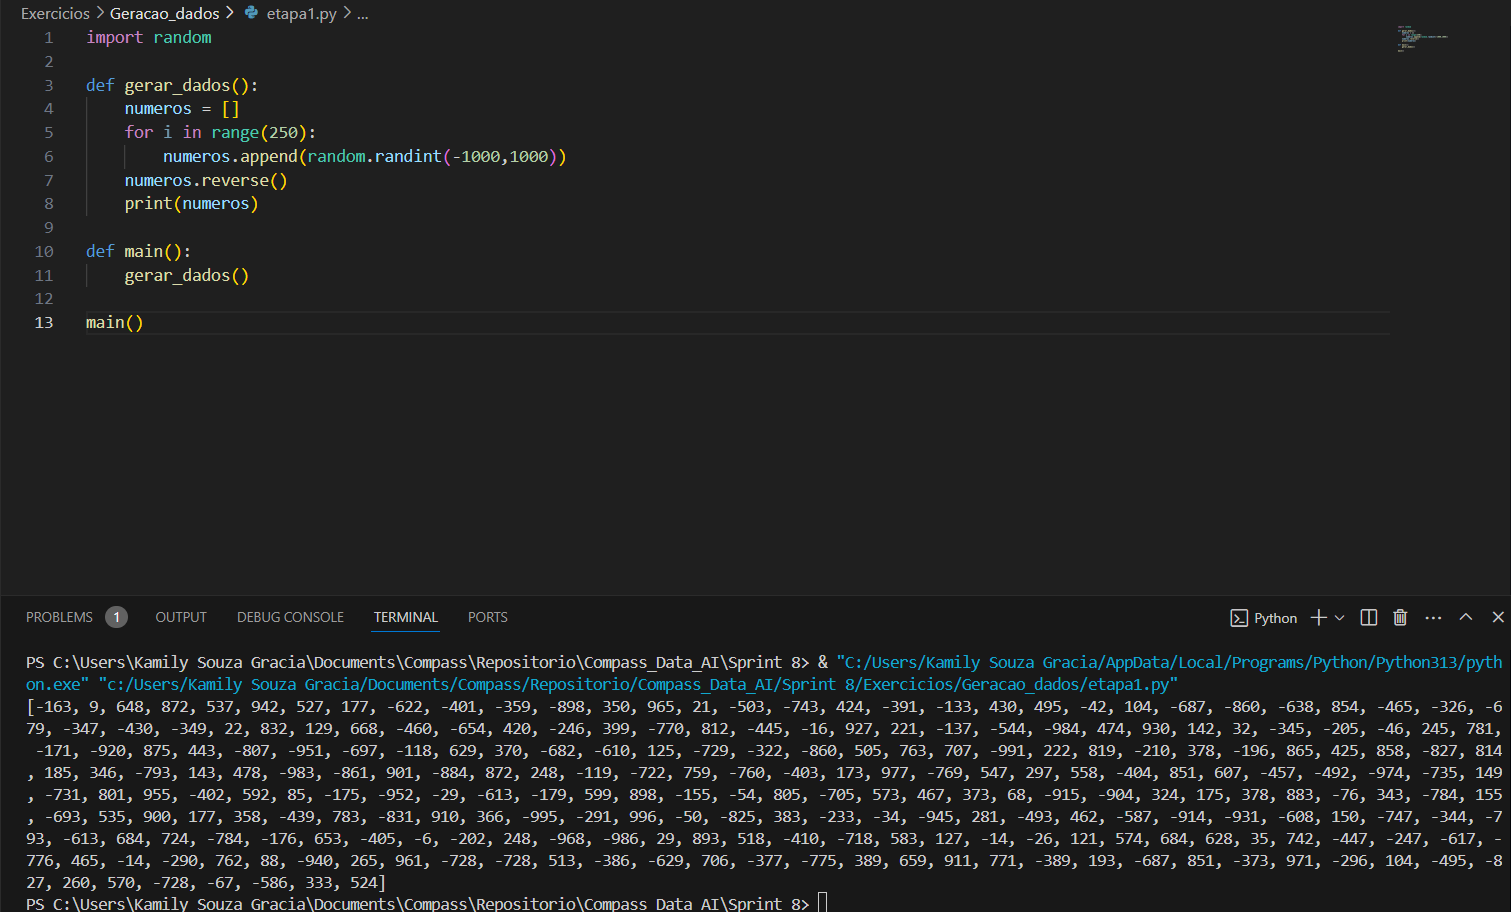 Exercicios > Geracao_dados > etapa1.py > ...
1 import random
2
3 def gerar_dados():
4 numeros = []
5 for i in range(250):
6 numeros.append(random.randint(-1000,1000))
7 numeros.reverse()
8 print(numeros)
9
10 def main():
11 gerar_dados()
12
13 main()
PROBLEMS 1 OUTPUT DEBUG CONSOLE TERMINAL PORTS Python
PS C:\Users\Kamily Souza Gracia\Documents\Compass\Repositorio\Compass_Data_AI\Sprint 8> & "C:/Users/Kamily Souza Gracia/AppData/Local/Programs/Python/Python313/pyth
on.exe" "c:/Users/Kamily Souza Gracia/Documents/Compass/Repositorio/Compass_Data_AI/Sprint 8/Exercicios/Geracao_dados/etapa1.py"
[-163, 9, 648, 872, 537, 942, 527, 177, -622, -401, -359, -898, 350, 965, 21, -503, -743, 424, -391, -133, 430, 495, -42, 104, -687, -860, -638, 854, -465, -326, -6
79, -347, -430, -349, 22, 832, 129, 668, -460, -654, 420, -246, 399, -770, 812, -445, -16, 927, 221, -137, -544, -984, 474, 930, 142, 32, -345, -205, -46, 245, 781,
-171, -920, 875, 443, -807, -951, -697, -118, 629, 370, -682, -610, 125, -729, -322, -860, 505, 763, 707, -991, 222, 819, -210, 378, -196, 865, 425, 858, -827, 814
, 185, 346, -793, 143, 478, -983, -861, 901, -884, 872, 248, -119, -722, 759, -760, -403, 173, 977, -769, 547, 297, 558, -404, 851, 607, -457, -492, -974, -735, 149
, -731, 801, 955, -402, 592, 85, -175, -952, -29, -613, -179, 599, 898, -155, -54, 805, -705, 573, 467, 373, 68, -915, -904, 324, 175, 378, 883, -76, 343, -784, 155
, -693, 535, 900, 177, 358, -439, 783, -831, 910, 366, -995, -291, 996, -50, -825, 383, -233, -34, -945, 281, -493, 462, -587, -914, -931, -608, 150, -747, -344, -7
93, -613, 684, 724, -784, -176, 653, -405, -6, -202, 248, -968, -986, 29, 893, 518, -410, -718, 583, 127, -14, -26, 121, 574, 684, 628, 35, 742, -447, -247, -617, -
776, 465, -14, -290, 762, 88, -940, 265, 961, -728, -728, 513, -386, -629, 706, -377, -775, 389, 659, 911, 771, -389, 193, -687, 851, -373, 971, -296, 104, -495, -8
27, 260, 570, -728, -67, -586, 333, 524]
PS C:\Users\Kamily Souza Gracia\Documents\Compass\Repositorio\Compass_Data_AI\Sprint 8>